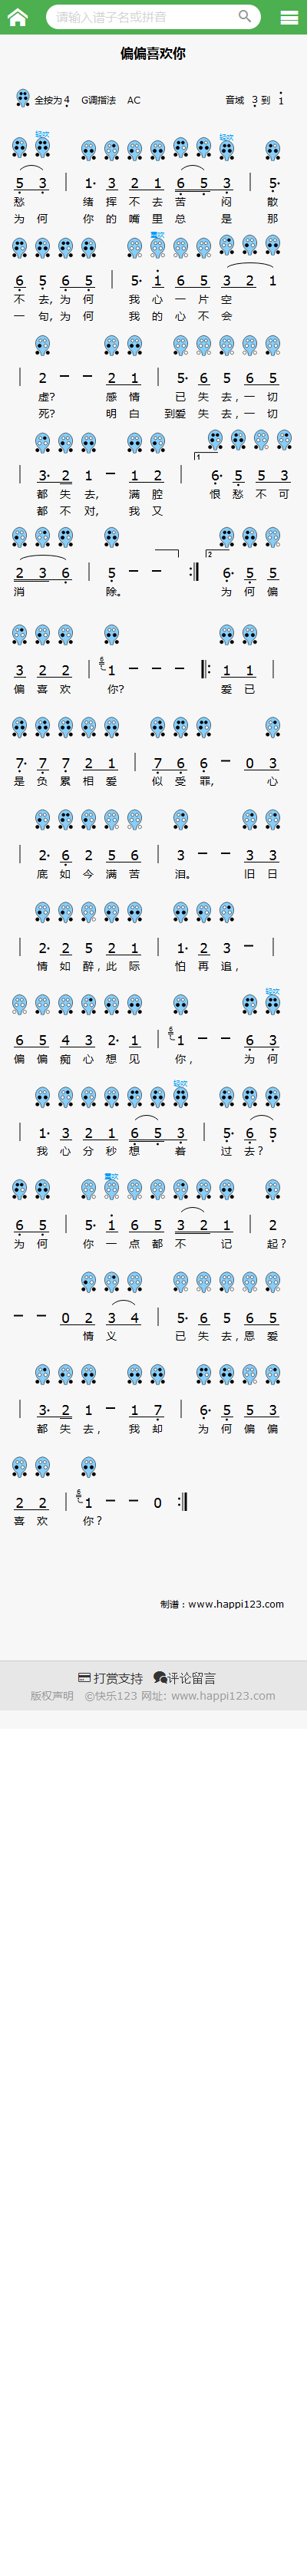 请输入谱子名或拼音
偏偏喜欢你
全按为4 G调指法 AC 音域 3 到 1
轻吹 轻吹
5 3 | 1· 3 2 1 6 5 3· | 5·
愁 绪 挥 不 去 苦 闷 散
为 何 你 的 嘴 里 总 是 那
重吹
6 5 6 5 | 5· 1 6 5 3 2 1
不 去, 为 何 我 心 一 片 空
一 句, 为 何 我 的 心 不 会
| 2 － － 2 1 | 5· 6 5 6 5
虚? 感 情 已 失 去, 一 切
死? 明 白 到爱 失 去, 一 切
1
| 3· 2 1 － 1 2 | 6· 5 5 3
都 失 去, 满 腔 恨 愁 不 可
都 不 对, 我 又
2
2 3 6 | 5 － － :‖ 6· 5 5
消 除。 为 何 偏
3 2 2 | 6 1 － － － ‖: 1 1 |
偏 喜 欢 你? 爱 已
7· 7 7 2 1 | 7 6 6 － 0 3
是 负 累 相 爱 似 受 罪, 心
| 2· 6 2 5 6 | 3 － － 3 3
底 如 今 满 苦 泪。 旧 日
| 2· 2 5 2 1 | 1· 2 3 － |
情 如 醉, 此 际 怕 再 追,
轻吹
6 5 4 3 2· 1 | 6 1 － － 6 3
偏 偏 痴 心 想 见 你, 为 何
轻吹
| 1· 3 2 1 6 5 3 | 5· 6 5
我 心 分 秒 想 着 过 去?
重吹
6 5 | 5· 1 6 5 3 2 1 | 2
为 何 你 一 点 都 不 记 起?
－ － 0 2 3 4 | 5· 6 5 6 5
情 义 已 失 去, 恩 爱
| 3· 2 1 － 1 7 | 6· 5 5 3
都 失 去, 我 却 为 何 偏 偏
2 2 | 6 1 － － 0 :‖
喜 欢 你?
制谱：www.happi123.com
打赏支持 评论留言
版权声明 ©快乐123 网址: www.happi123.com